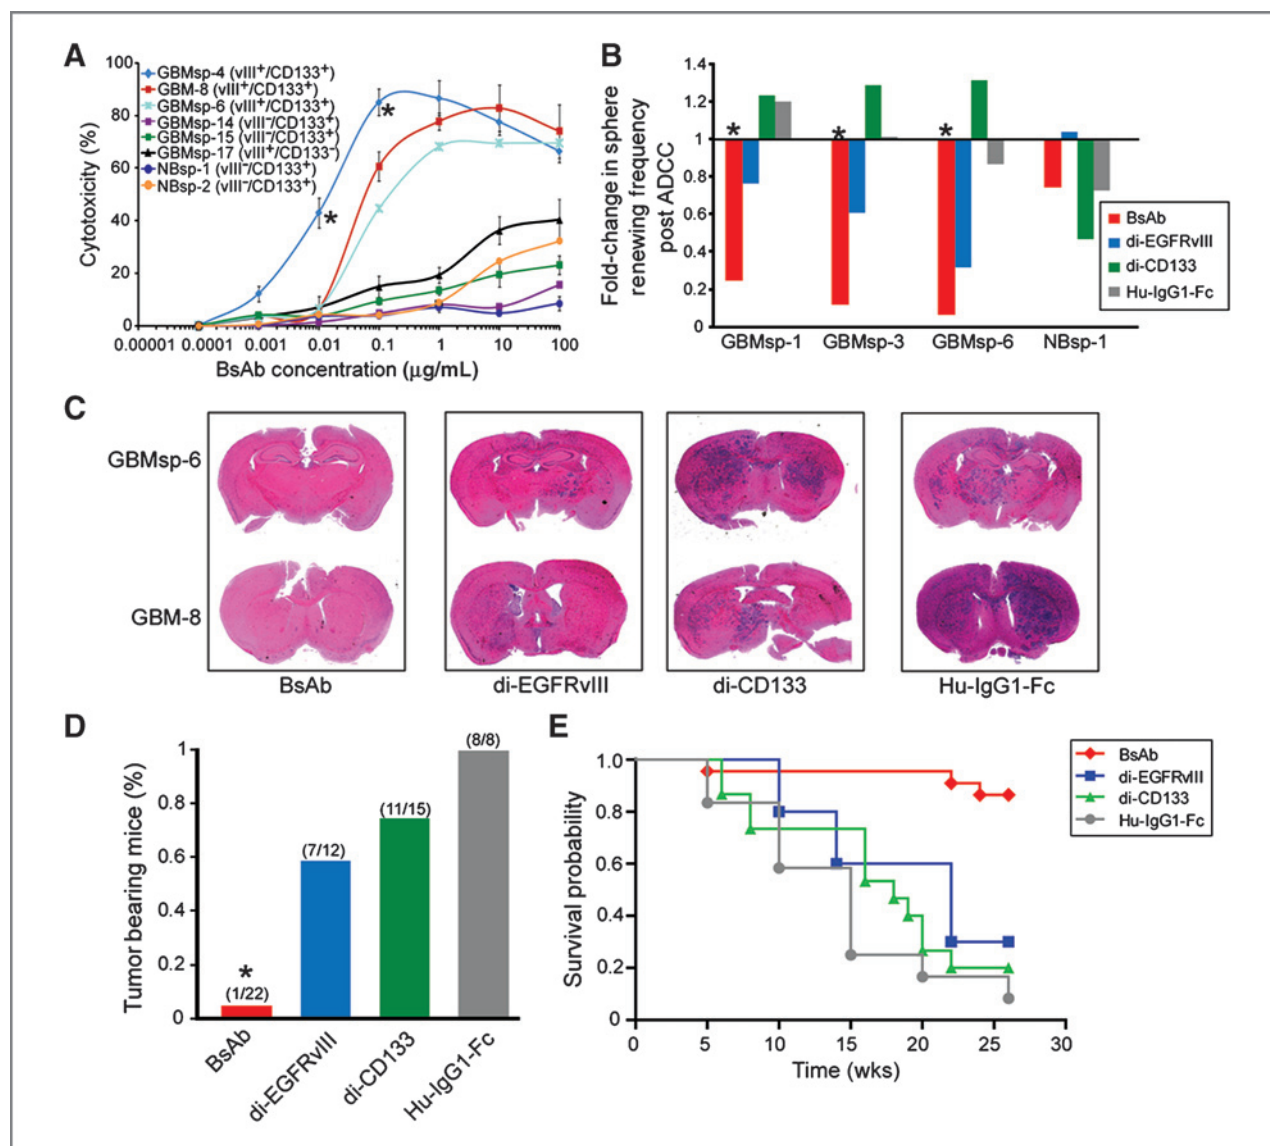 A
100
80
60
40
20
0
Cytotoxicity (%)
GBMsp-4 (vIII⁺/CD133⁺)
GBM-8 (vIII⁺/CD133⁺)
GBMsp-6 (vIII⁺/CD133⁺)
GBMsp-14 (vIII⁻/CD133⁺)
GBMsp-15 (vIII⁻/CD133⁺)
GBMsp-17 (vIII⁺/CD133⁻)
NBsp-1 (vIII⁻/CD133⁺)
NBsp-2 (vIII⁻/CD133⁺)
*
*
0.00001 0.0001 0.001 0.01 0.1 1 10 100
BsAb concentration (μg/mL)
B
1.4
1.2
1
0.8
0.6
0.4
0.2
0
Fold-change in sphere
renewing frequency
post ADCC
* * *
GBMsp-1 GBMsp-3 GBMsp-6 NBsp-1
BsAb
di-EGFRvIII
di-CD133
Hu-IgG1-Fc
C
GBMsp-6
GBM-8
BsAb di-EGFRvIII di-CD133 Hu-IgG1-Fc
D
1
0.8
0.6
0.4
0.2
0
Tumor bearing mice (%)
*
(1/22)
(7/12)
(11/15)
(8/8)
BsAb
di-EGFRvIII
di-CD133
Hu-IgG1-Fc
E
1.0
0.8
0.6
0.4
0.2
0
Survival probability
0 5 10 15 20 25 30
Time (wks)
BsAb
di-EGFRvIII
di-CD133
Hu-IgG1-Fc